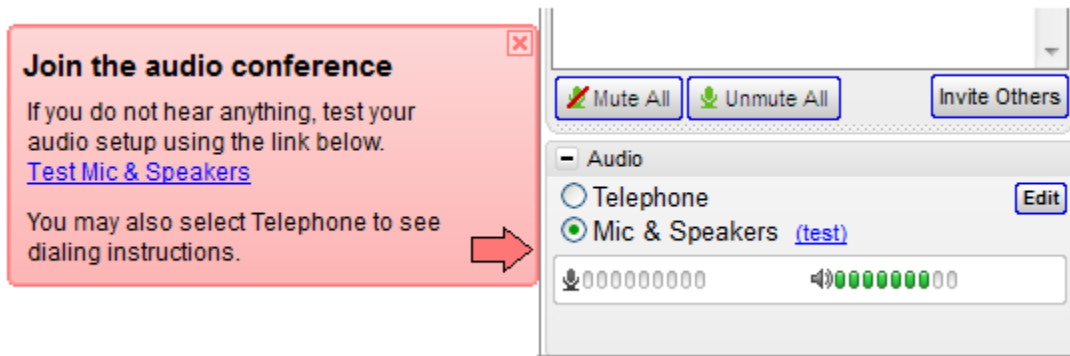 Join the audio conference
If you do not hear anything, test your
audio setup using the link below.
Test Mic & Speakers
You may also select Telephone to see
dialing instructions.
Mute All Unmute All Invite Others
Audio
Telephone Edit
Mic & Speakers (test)